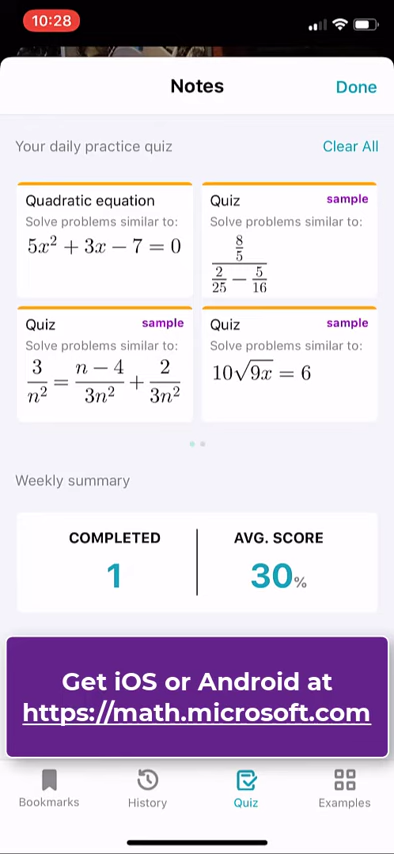 10:28
Notes
Done
Your daily practice quiz
Clear All
Quadratic equation
Solve problems similar to:
5x² + 3x − 7 = 0
Quiz
sample
Solve problems similar to:
8
5
2/25 − 5/16
Quiz
sample
Solve problems similar to:
3/n² = n − 4/3n² + 2/3n²
Quiz
sample
Solve problems similar to:
10√9x = 6
Weekly summary
COMPLETED
1
AVG. SCORE
30%
Get iOS or Android at
https://math.microsoft.com
Bookmarks
History
Quiz
Examples